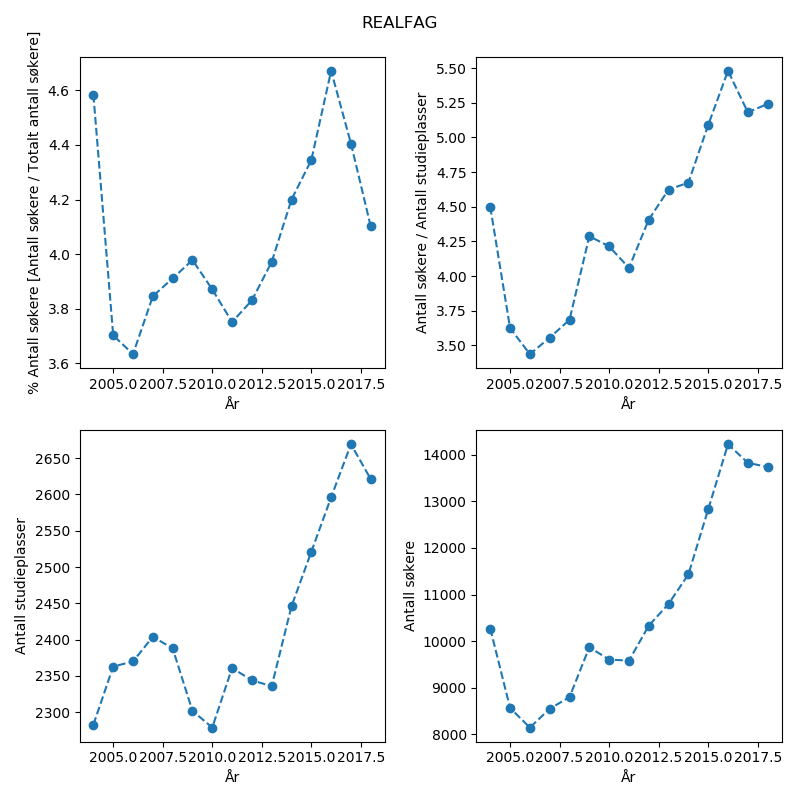 REALFAG
% Antall søkere [Antall søkere / Totalt antall søkere]
4.6
4.4
4.2
4.0
3.8
3.6
2005.0 2007.5 2010.0 2012.5 2015.0 2017.5
År
Antall søkere / Antall studieplasser
5.50
5.25
5.00
4.75
4.50
4.25
4.00
3.75
3.50
2005.0 2007.5 2010.0 2012.5 2015.0 2017.5
År
Antall studieplasser
2650
2600
2550
2500
2450
2400
2350
2300
2005.0 2007.5 2010.0 2012.5 2015.0 2017.5
År
Antall søkere
14000
13000
12000
11000
10000
9000
8000
2005.0 2007.5 2010.0 2012.5 2015.0 2017.5
År